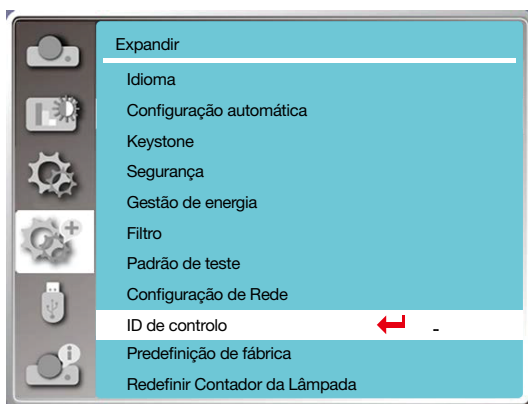 Expandir
Idioma
Configuração automática
Keystone
Segurança
Gestão de energia
Filtro
Padrão de teste
Configuração de Rede
ID de controlo -
Predefinição de fábrica
Redefinir Contador da Lâmpada